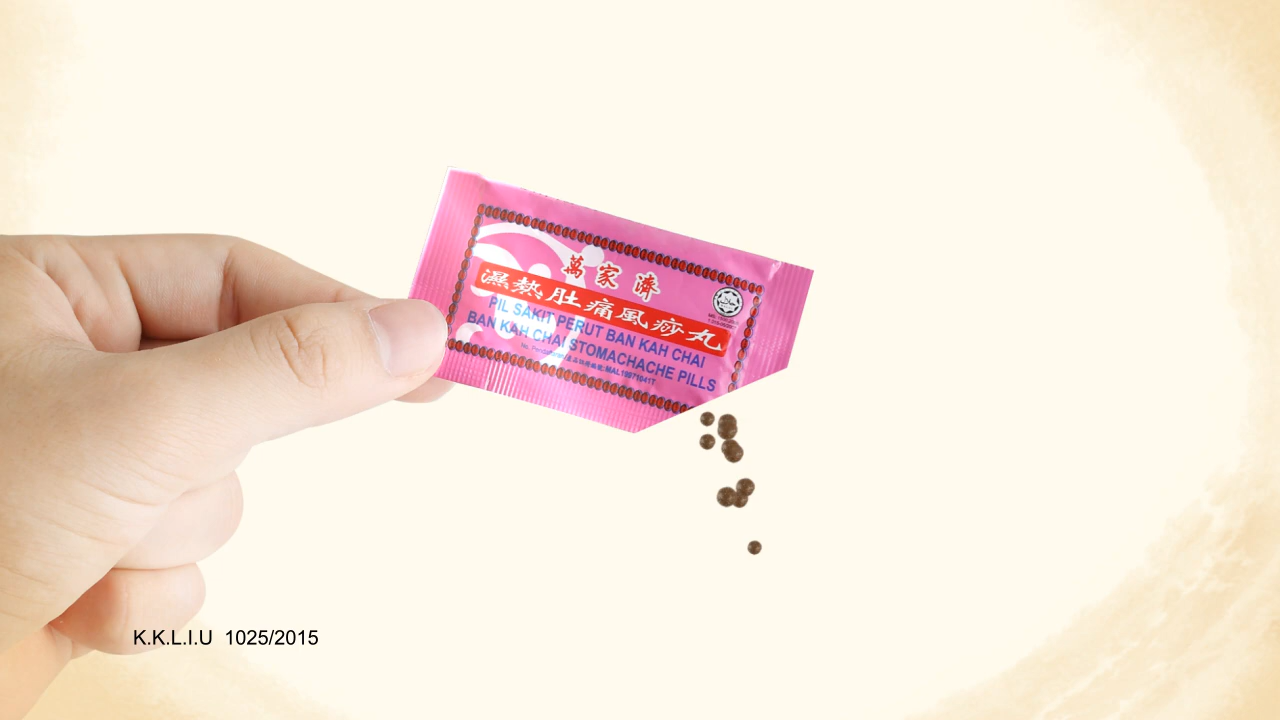 萬家濟
濕熱肚痛風痧丸
PIL SAKIT PERUT BAN KAH CHAI
BAN KAH CHAI STOMACHACHE PILLS
MAL19971041T
K.K.L.I.U 1025/2015